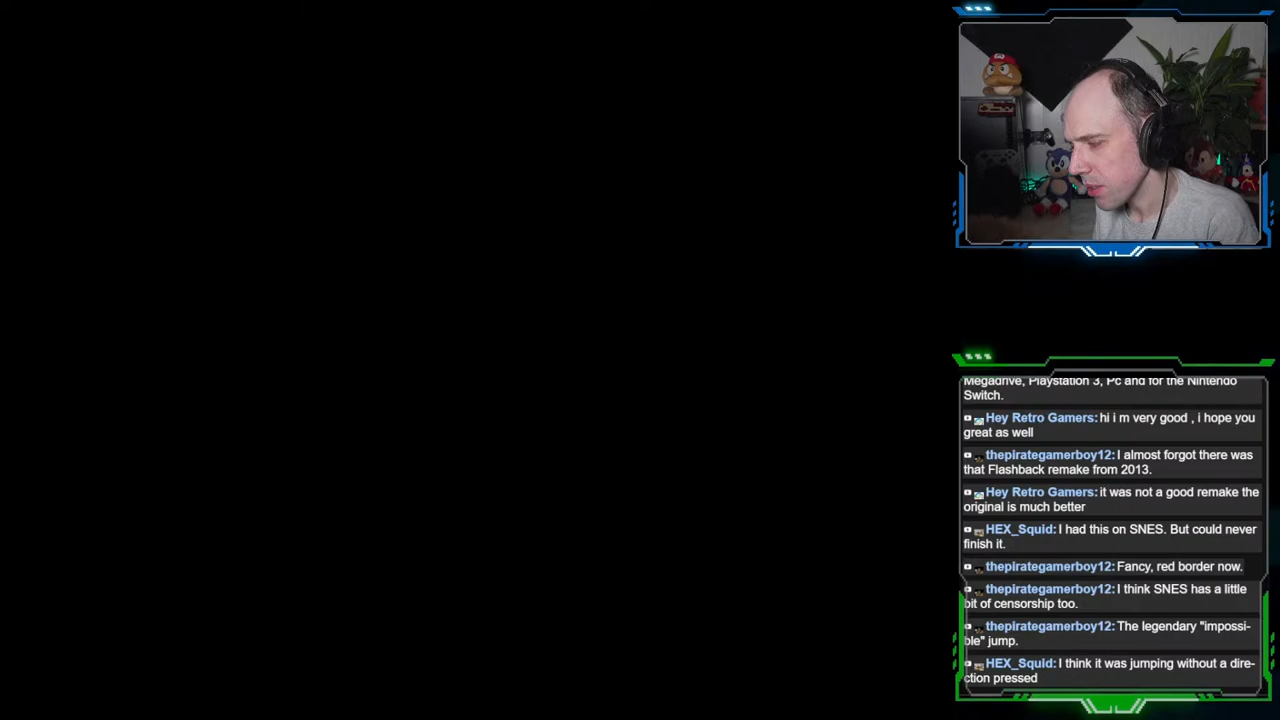 Megadrive, Playstation 3, Pc and for the Nintendo
Switch.
Hey Retro Gamers: hi i m very good , i hope you
great as well
thepirategamerboy12: I almost forgot there was
that Flashback remake from 2013.
Hey Retro Gamers: it was not a good remake the
original is much better
HEX_Squid: I had this on SNES. But could never
finish it.
thepirategamerboy12: Fancy, red border now.
thepirategamerboy12: I think SNES has a little
bit of censorship too.
thepirategamerboy12: The legendary "impossi-
ble" jump.
HEX_Squid: I think it was jumping without a dire-
ction pressed